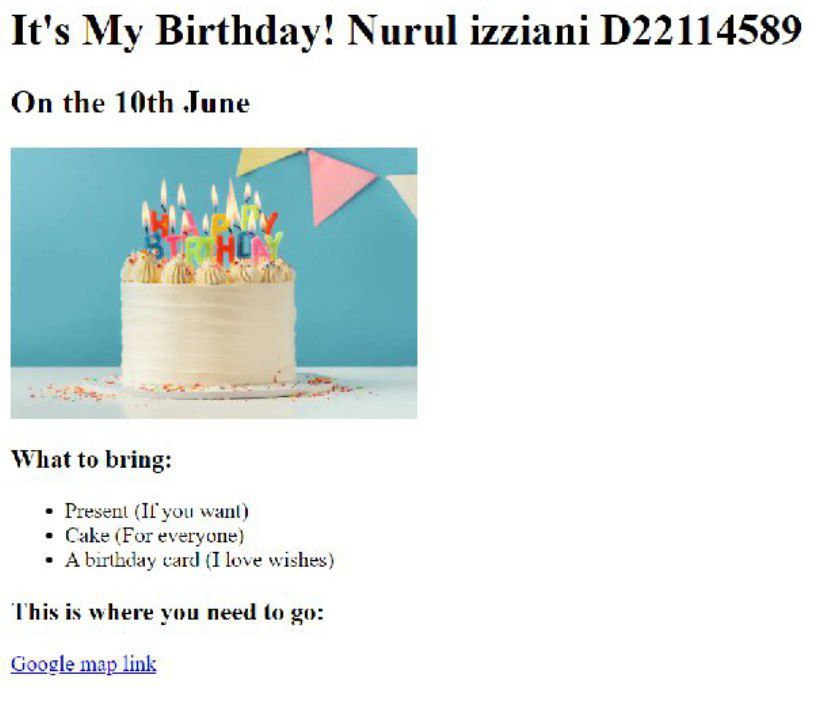 It's My Birthday! Nurul izziani D22114589
On the 10th June
HAPPY
BIRTHDAY
What to bring:
• Present (If you want)
• Cake (For everyone)
• A birthday card (I love wishes)
This is where you need to go:
Google map link